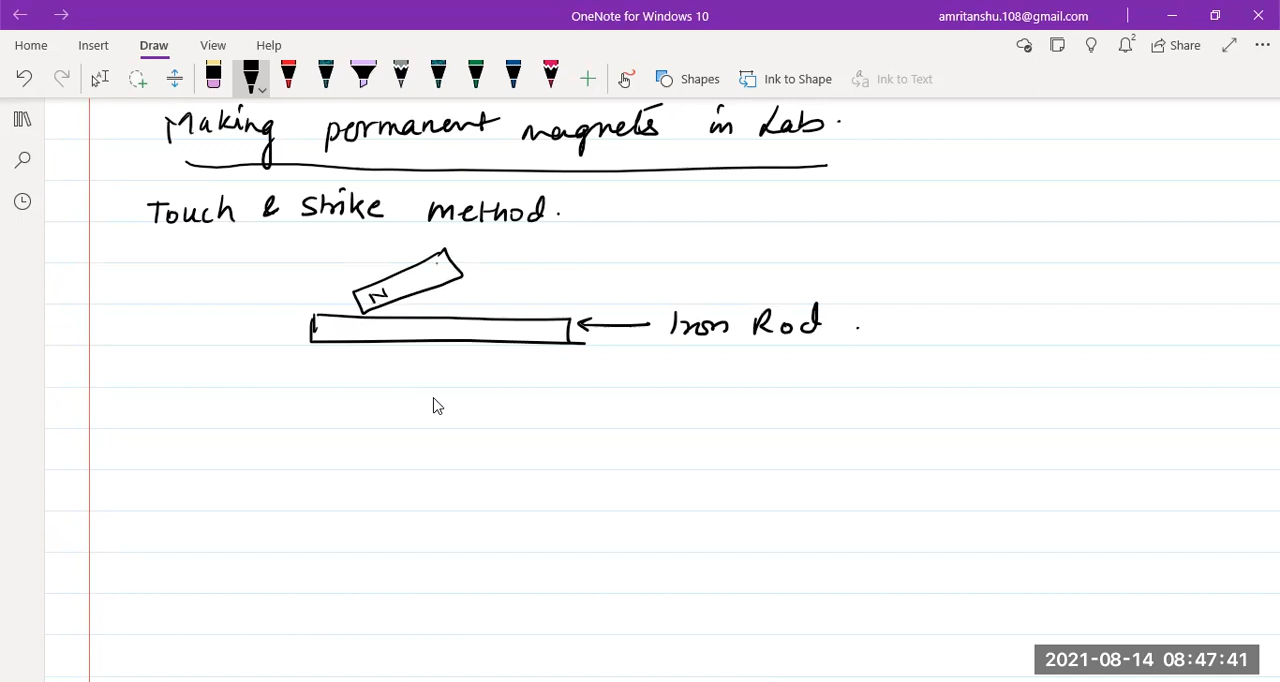 OneNote for Windows 10
amritanshu.108@gmail.com
Home Insert Draw View Help
2
Share
Shapes Ink to Shape Ink to Text
Making permanent magnets in Lab.
Touch & Strike method.
N
Iron Rod .
2021-08-14 08:47:41